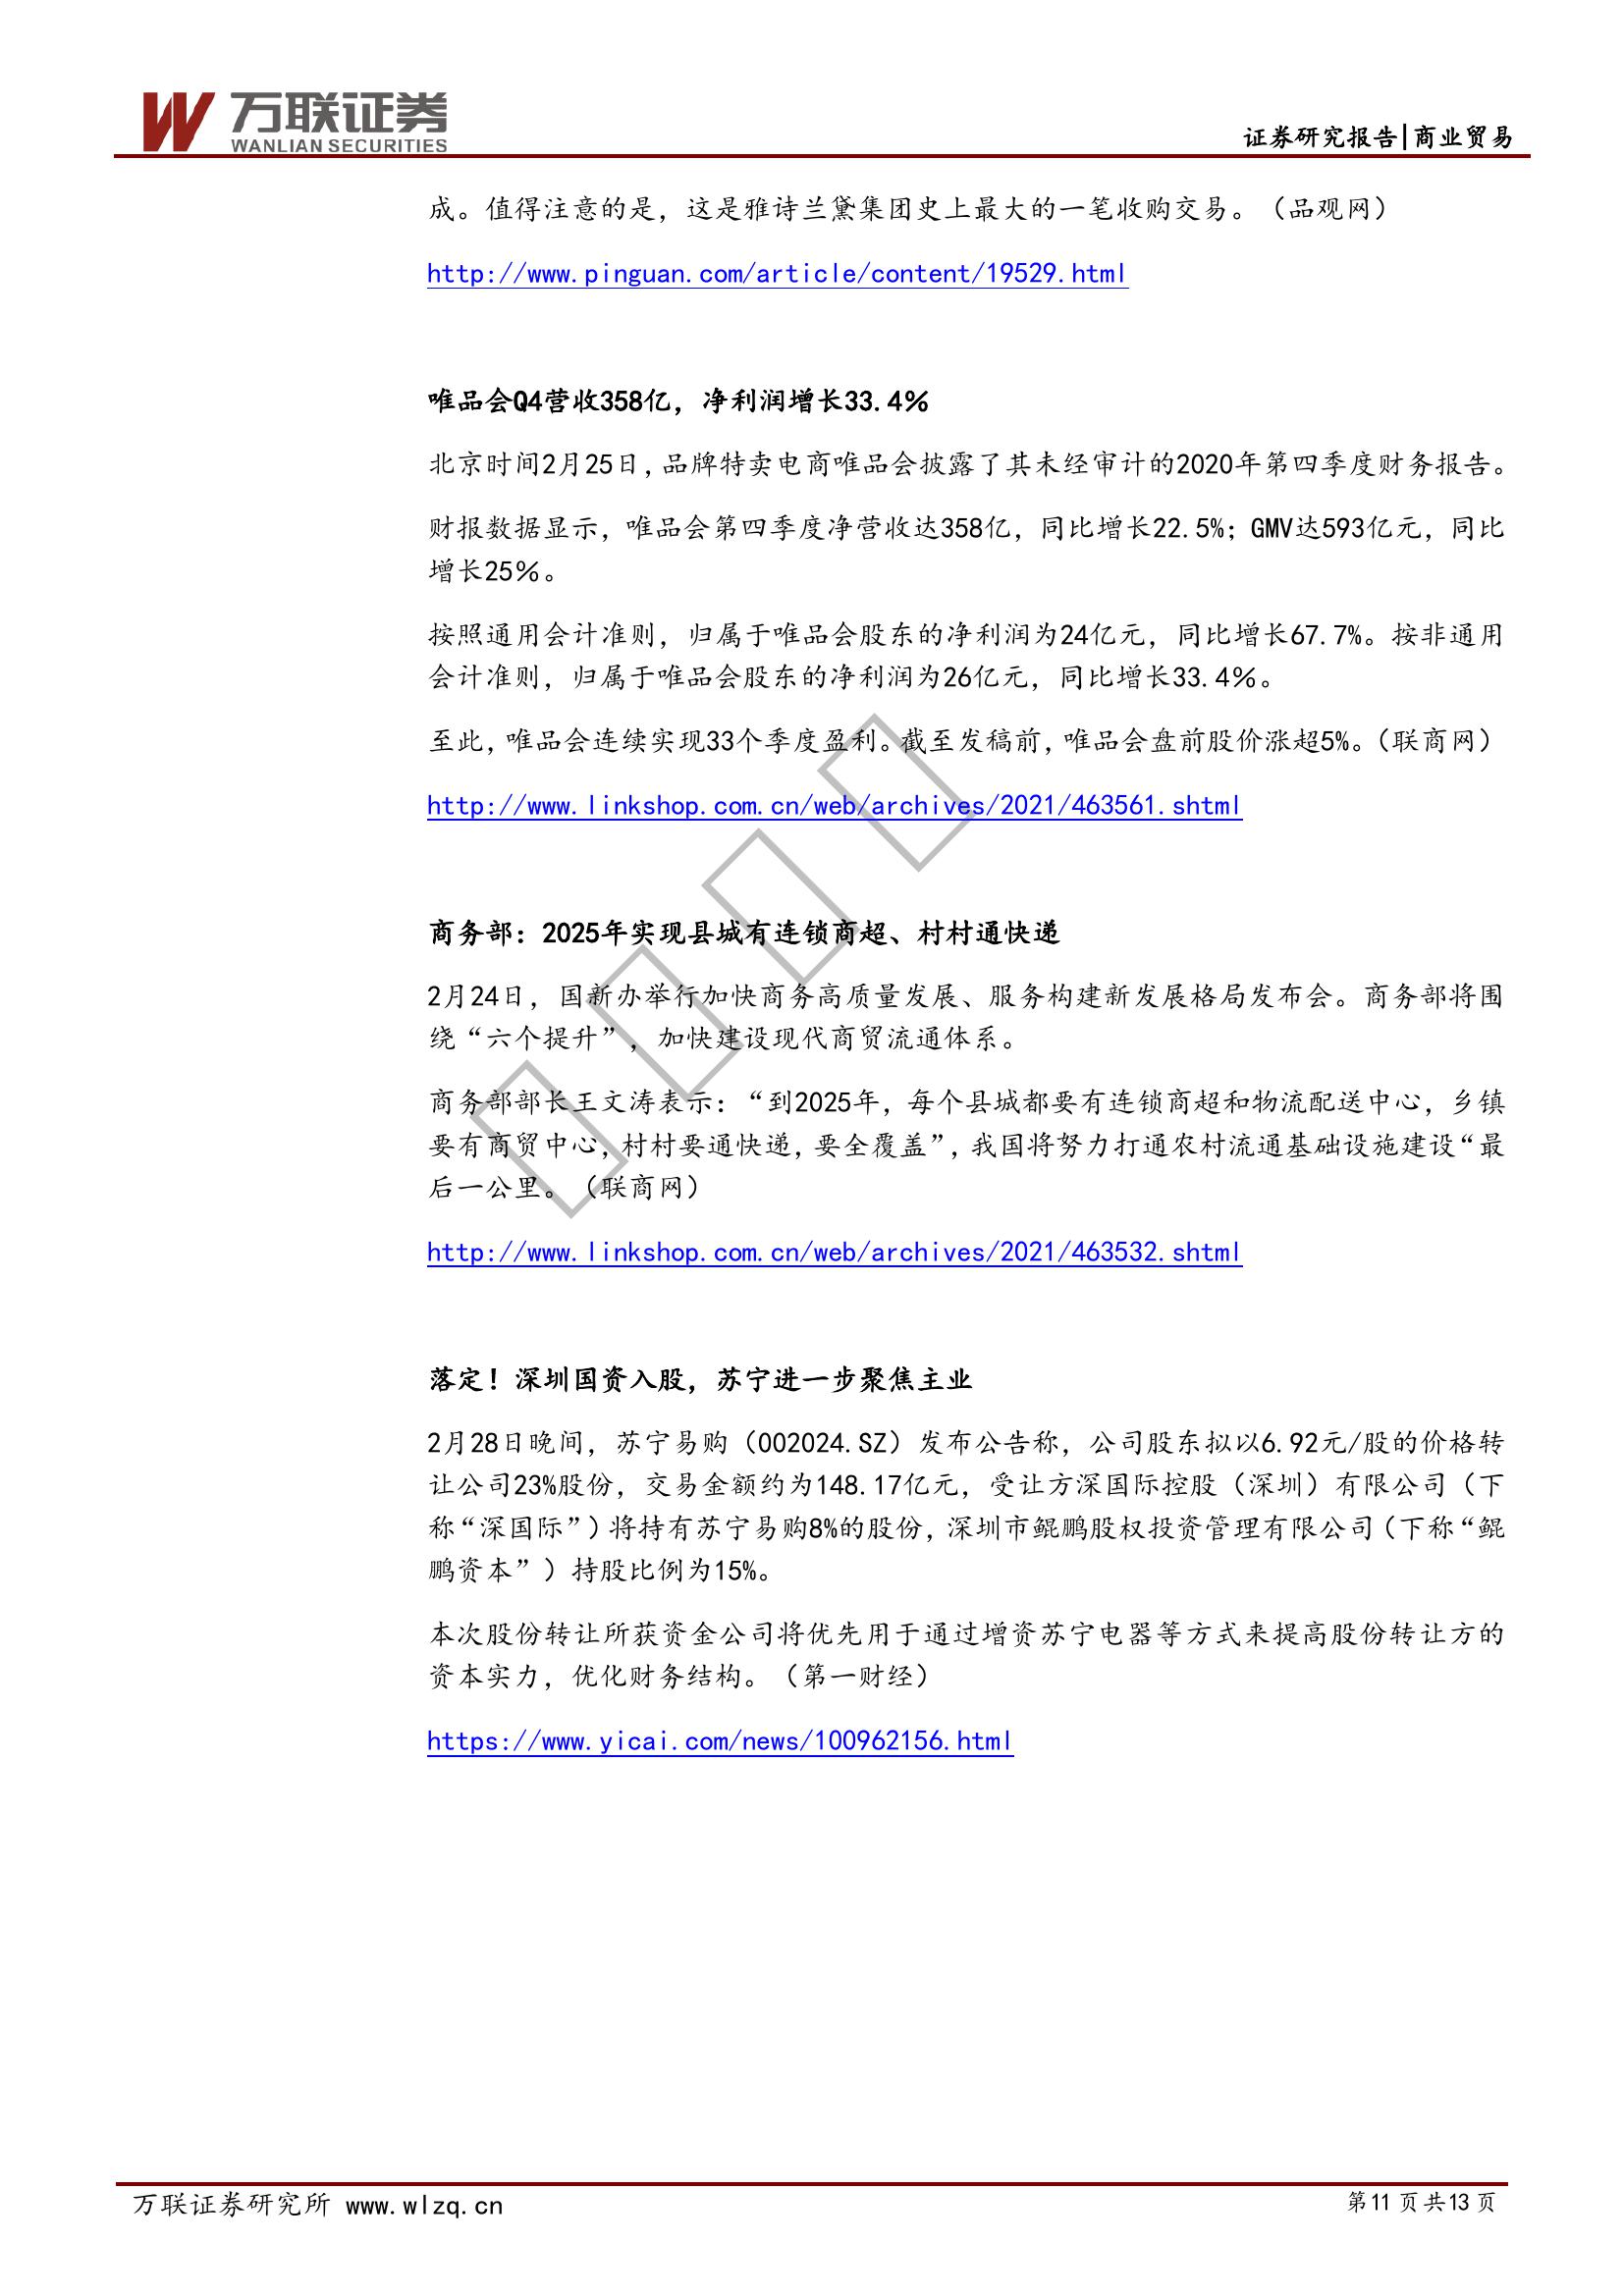 万联证券
WANLIAN SECURITIES
证券研究报告|商业贸易
成。值得注意的是，这是雅诗兰黛集团史上最大的一笔收购交易。（品观网）
http://www.pinguan.com/article/content/19529.html
唯品会Q4营收358亿，净利润增长33.4%
北京时间2月25日，品牌特卖电商唯品会披露了其未经审计的2020年第四季度财务报告。
财报数据显示，唯品会第四季度净营收达358亿，同比增长22.5%；GMV达593亿元，同比
增长25%。
按照通用会计准则，归属于唯品会股东的净利润为24亿元，同比增长67.7%。按非通用
会计准则，归属于唯品会股东的净利润为26亿元，同比增长33.4%。
至此，唯品会连续实现33个季度盈利。截至发稿前，唯品会盘前股价涨超5%。（联商网）
http://www.linkshop.com.cn/web/archives/2021/463561.shtml
商务部：2025年实现县城有连锁商超、村村通快递
2月24日，国新办举行加快商务高质量发展、服务构建新发展格局发布会。商务部将围
绕“六个提升”，加快建设现代商贸流通体系。
商务部部长王文涛表示：“到2025年，每个县城都要有连锁商超和物流配送中心，乡镇
要有商贸中心，村村要通快递，要全覆盖”，我国将努力打通农村流通基础设施建设“最
后一公里。（联商网）
http://www.linkshop.com.cn/web/archives/2021/463532.shtml
落定！深圳国资入股，苏宁进一步聚焦主业
2月28日晚间，苏宁易购（002024.SZ）发布公告称，公司股东拟以6.92元/股的价格转
让公司23%股份，交易金额约为148.17亿元，受让方深国际控股（深圳）有限公司（下
称“深国际”）将持有苏宁易购8%的股份，深圳市鲲鹏股权投资管理有限公司（下称“鲲
鹏资本”）持股比例为15%。
本次股份转让所获资金公司将优先用于通过增资苏宁电器等方式来提高股份转让方的
资本实力，优化财务结构。（第一财经）
https://www.yicai.com/news/100962156.html
万联证券研究所 www.wlzq.cn
第11 页 共13 页